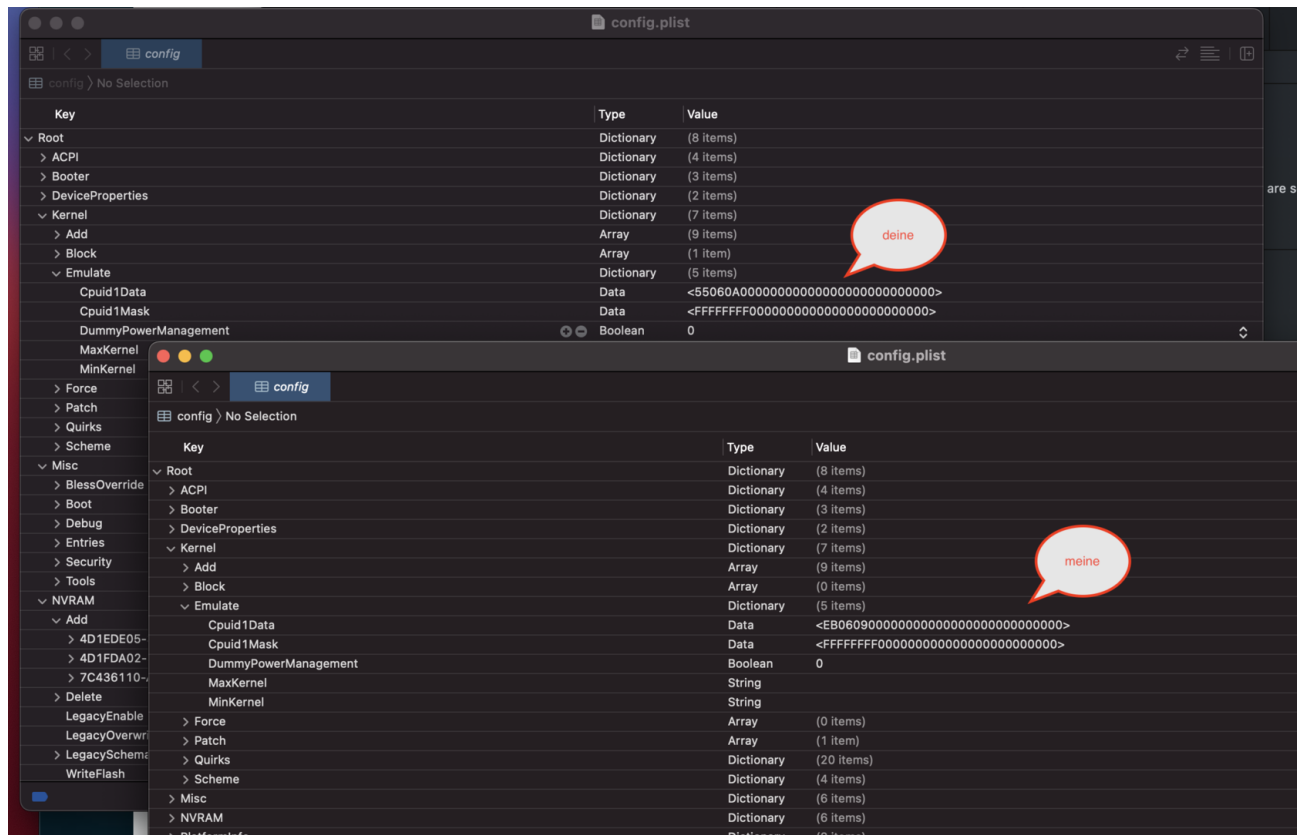 config.plist
config
config › No Selection
Key Type Value
Root Dictionary (8 items)
ACPI Dictionary (4 items)
Booter Dictionary (3 items)
are s
DeviceProperties Dictionary (2 items)
Kernel Dictionary (7 items)
Add Array (9 items)
deine
Block Array (1 item)
Emulate Dictionary (5 items)
Cpuid1Data Data <55060A00000000000000000000000000>
Cpuid1Mask Data <FFFFFFFF000000000000000000000000>
DummyPowerManagement Boolean 0
MaxKernel
MinKernel
Force
Patch
Quirks
Scheme
Misc
BlessOverride
Boot
Debug
Entries
Security
Tools
NVRAM
Add
4D1EDE05-
4D1FDA02-
7C436110-
Delete
LegacyEnable
LegacyOverwri
LegacySchema
WriteFlash
config.plist
config
config › No Selection
Key Type Value
Root Dictionary (8 items)
ACPI Dictionary (4 items)
Booter Dictionary (3 items)
DeviceProperties Dictionary (2 items)
Kernel Dictionary (7 items)
meine
Add Array (9 items)
Block Array (0 items)
Emulate Dictionary (5 items)
Cpuid1Data Data <EB060900000000000000000000000000>
Cpuid1Mask Data <FFFFFFFF000000000000000000000000>
DummyPowerManagement Boolean 0
MaxKernel String
MinKernel String
Force Array (0 items)
Patch Array (1 item)
Quirks Dictionary (20 items)
Scheme Dictionary (4 items)
Misc Dictionary (6 items)
NVRAM Dictionary (6 items)